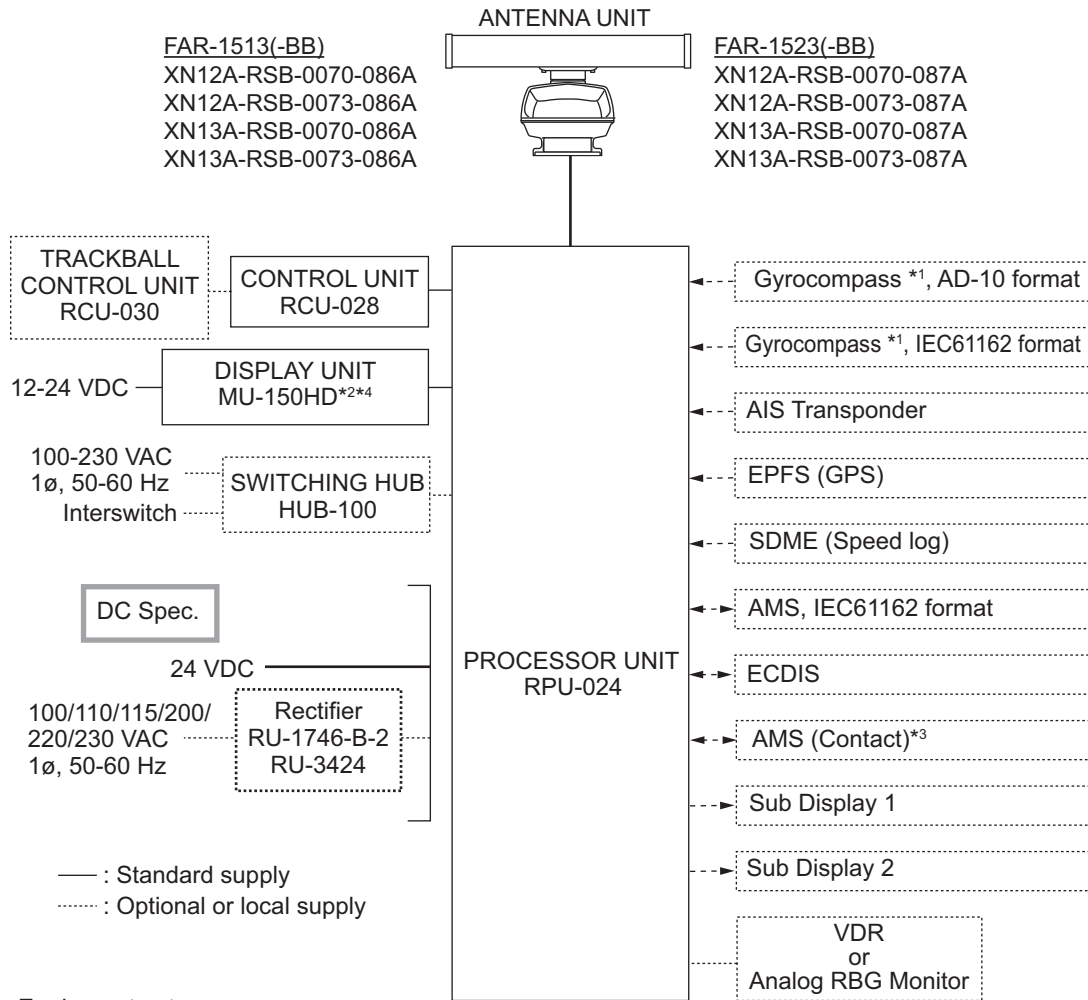 ANTENNA UNIT
FAR-1513(-BB)
XN12A-RSB-0070-086A
XN12A-RSB-0073-086A
XN13A-RSB-0070-086A
XN13A-RSB-0073-086A
FAR-1523(-BB)
XN12A-RSB-0070-087A
XN12A-RSB-0073-087A
XN13A-RSB-0070-087A
XN13A-RSB-0073-087A
TRACKBALL
CONTROL UNIT
RCU-030
CONTROL UNIT
RCU-028
12-24 VDC
DISPLAY UNIT
MU-150HD*2*4
100-230 VAC
1ø, 50-60 Hz
Interswitch
SWITCHING HUB
HUB-100
DC Spec.
24 VDC
100/110/115/200/
220/230 VAC
1ø, 50-60 Hz
Rectifier
RU-1746-B-2
RU-3424
PROCESSOR UNIT
RPU-024
Gyrocompass *1, AD-10 format
Gyrocompass *1, IEC61162 format
AIS Transponder
EPFS (GPS)
SDME (Speed log)
AMS, IEC61162 format
ECDIS
AMS (Contact)*3
Sub Display 1
Sub Display 2
VDR
or
Analog RBG Monitor
: Standard supply
: Optional or local supply